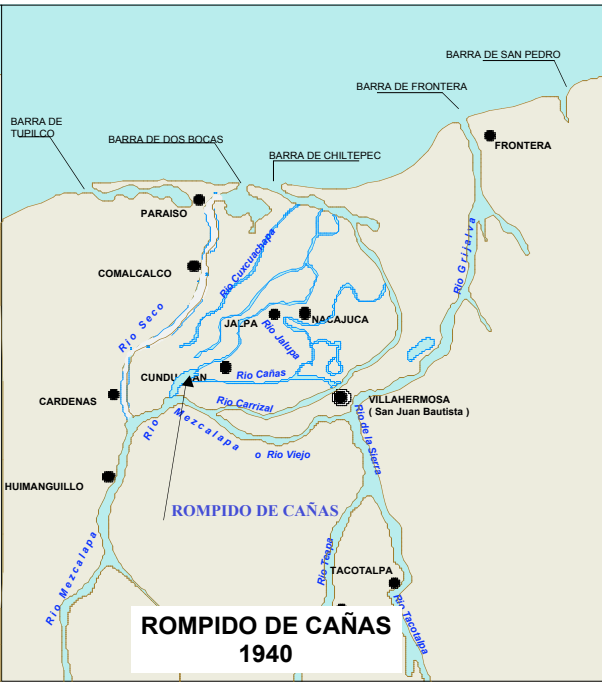 BARRA DE SAN PEDRO
BARRA DE FRONTERA
BARRA DE
TUPILCO
BARRA DE DOS BOCAS
FRONTERA
BARRA DE CHILTEPEC
PARAISO
Rio Grijalva
Rio Cuxcuachapa
COMALCALCO
Rio Seco
JALPA
NACAJUCA
Rio Jalupa
Rio Cañas
CARDENAS
Rio Carrizal
VILLAHERMOSA
( San Juan Bautista )
Rio Mezcalapa
o Rio Viejo
Rio de la Sierra
HUIMANGUILLO
ROMPIDO DE CAÑAS
Rio Mezcalapa
Rio Teapa
TACOTALPA
Rio Tacotalpa
ROMPIDO DE CAÑAS
1940